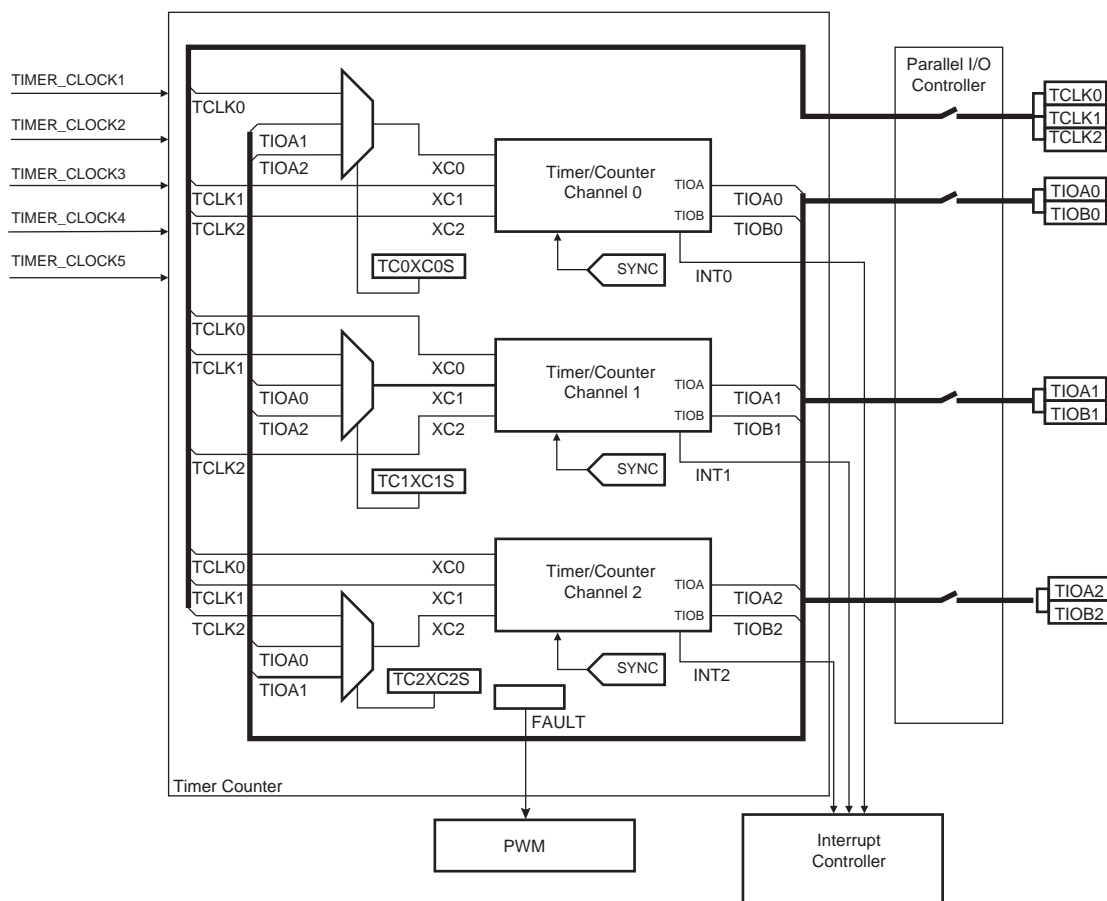 TIMER_CLOCK1
TIMER_CLOCK2
TIMER_CLOCK3
TIMER_CLOCK4
TIMER_CLOCK5
TCLK0
TIOA1
TIOA2
TCLK1
TCLK2
XC0
XC1
XC2
TC0XC0S
Timer/Counter
Channel 0
TIOA
TIOB
TIOA0
TIOB0
SYNC
INT0
TCLK0
TCLK1
TIOA0
TIOA2
TCLK2
XC0
XC1
XC2
TC1XC1S
Timer/Counter
Channel 1
TIOA
TIOB
TIOA1
TIOB1
SYNC
INT1
TCLK0
TCLK1
TCLK2
TIOA0
TIOA1
XC0
XC1
XC2
TC2XC2S
Timer/Counter
Channel 2
TIOA
TIOB
TIOA2
TIOB2
SYNC
INT2
FAULT
Timer Counter
PWM
Interrupt
Controller
Parallel I/O
Controller
TCLK0
TCLK1
TCLK2
TIOA0
TIOB0
TIOA1
TIOB1
TIOA2
TIOB2